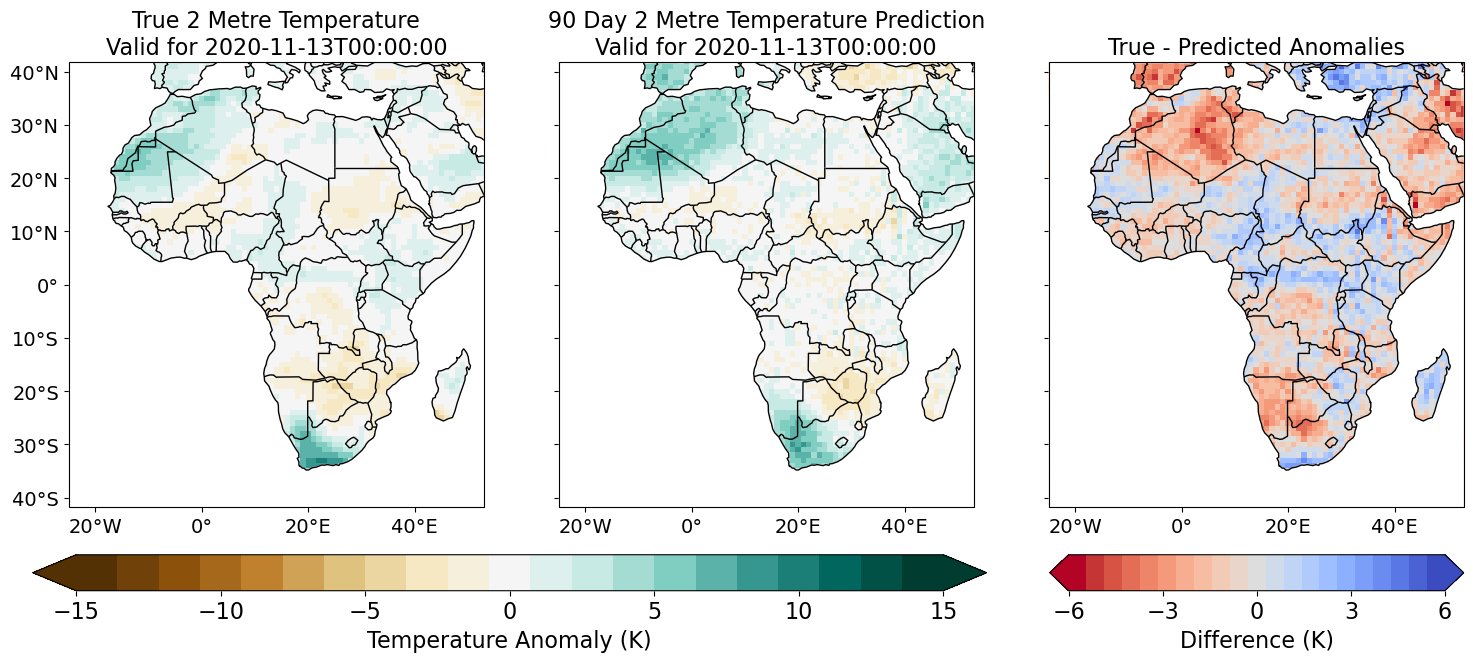 True 2 Metre Temperature
Valid for 2020-11-13T00:00:00
90 Day 2 Metre Temperature Prediction
Valid for 2020-11-13T00:00:00
True - Predicted Anomalies
40°N
30°N
20°N
10°N
0°
10°S
20°S
30°S
40°S
20°W 0° 20°E 40°E
20°W 0° 20°E 40°E
20°W 0° 20°E 40°E
−15 −10 −5 0 5 10 15
Temperature Anomaly (K)
−6 −3 0 3 6
Difference (K)